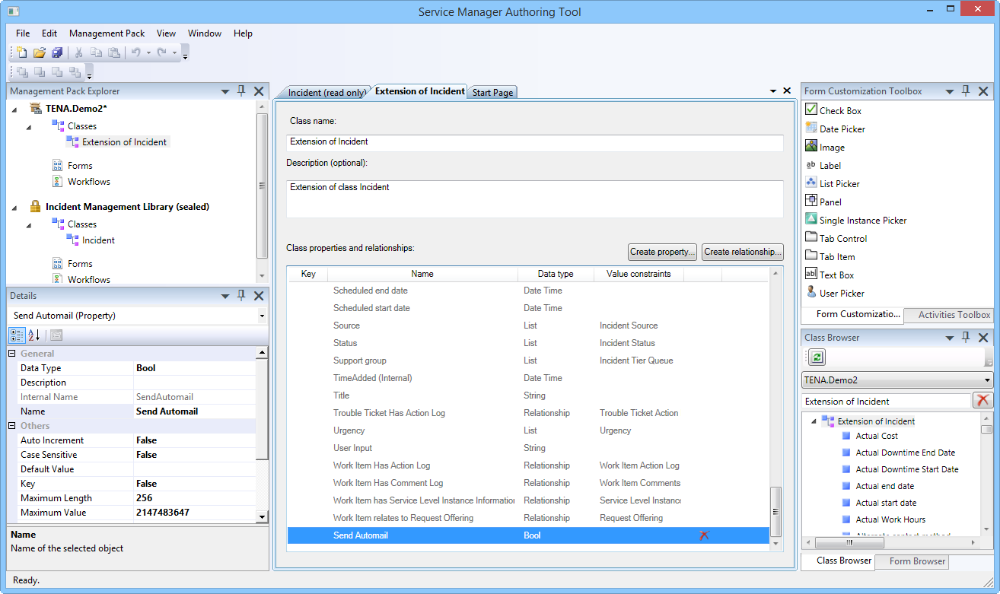 Service Manager Authoring Tool
File Edit Management Pack View Window Help
Management Pack Explorer
TENA.Demo2*
Classes
Extension of Incident
Forms
Workflows
Incident Management Library (sealed)
Classes
Incident
Forms
Workflows
Details
Send Automail (Property)
General
Data Type Bool
Description
Internal Name SendAutomail
Name Send Automail
Others
Auto Increment False
Case Sensitive False
Default Value
Key False
Maximum Length 256
Maximum Value 2147483647
Name
Name of the selected object
Incident (read only) Extension of Incident Start Page
Class name:
Extension of Incident
Description (optional):
Extension of class Incident
Class properties and relationships:
Create property... Create relationship...
Key Name Data type Value constraints
Scheduled end date Date Time
Scheduled start date Date Time
Source List Incident Source
Status List Incident Status
Support group List Incident Tier Queue
TimeAdded (Internal) Date Time
Title String
Trouble Ticket Has Action Log Relationship Trouble Ticket Action
Urgency List Urgency
User Input String
Work Item Has Action Log Relationship Work Item Action Log
Work Item Has Comment Log Relationship Work Item Comments
Work Item has Service Level Instance Information Relationship Service Level Instance
Work Item relates to Request Offering Relationship Request Offering
Send Automail Bool
Form Customization Toolbox
Check Box
Date Picker
Image
ab Label
List Picker
Panel
Single Instance Picker
Tab Control
Tab Item
ab Text Box
User Picker
Form Customizatio... Activities Toolbox
Class Browser
TENA.Demo2
Extension of Incident
Extension of Incident
Actual Cost
Actual Downtime End Date
Actual Downtime Start Date
Actual end date
Actual start date
Actual Work Hours
Alternate contact method
Class Browser Form Browser
Ready.